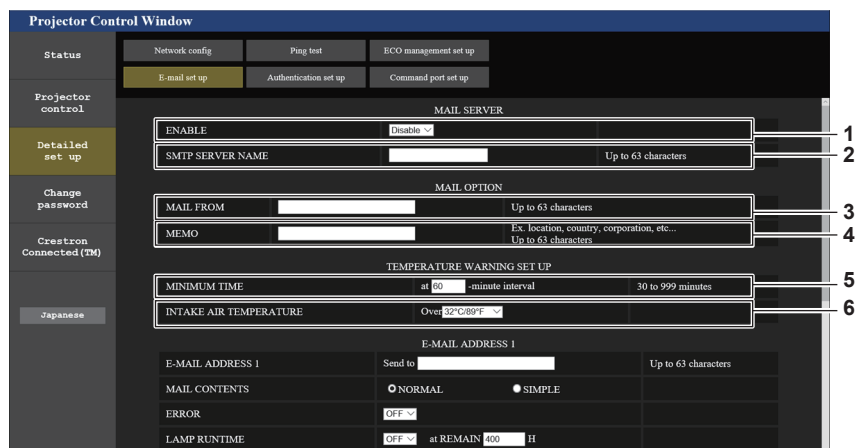 Projector Control Window
Status
Network config
Ping test
ECO management set up
E-mail set up
Authentication set up
Command port set up
Projector
control
Detailed
set up
Change
password
Crestron
Connected(TM)
Japanese
MAIL SERVER
ENABLE Disable 1
SMTP SERVER NAME Up to 63 characters 2
MAIL OPTION
MAIL FROM Up to 63 characters 3
MEMO Ex. location, country, corporation, etc... 4
Up to 63 characters
TEMPERATURE WARNING SET UP
MINIMUM TIME at 60 -minute interval 30 to 999 minutes 5
INTAKE AIR TEMPERATURE Over 32°C/89°F 6
E-MAIL ADDRESS 1
E-MAIL ADDRESS 1 Send to Up to 63 characters
MAIL CONTENTS NORMAL SIMPLE
ERROR OFF
LAMP RUNTIME OFF at REMAIN 400 H